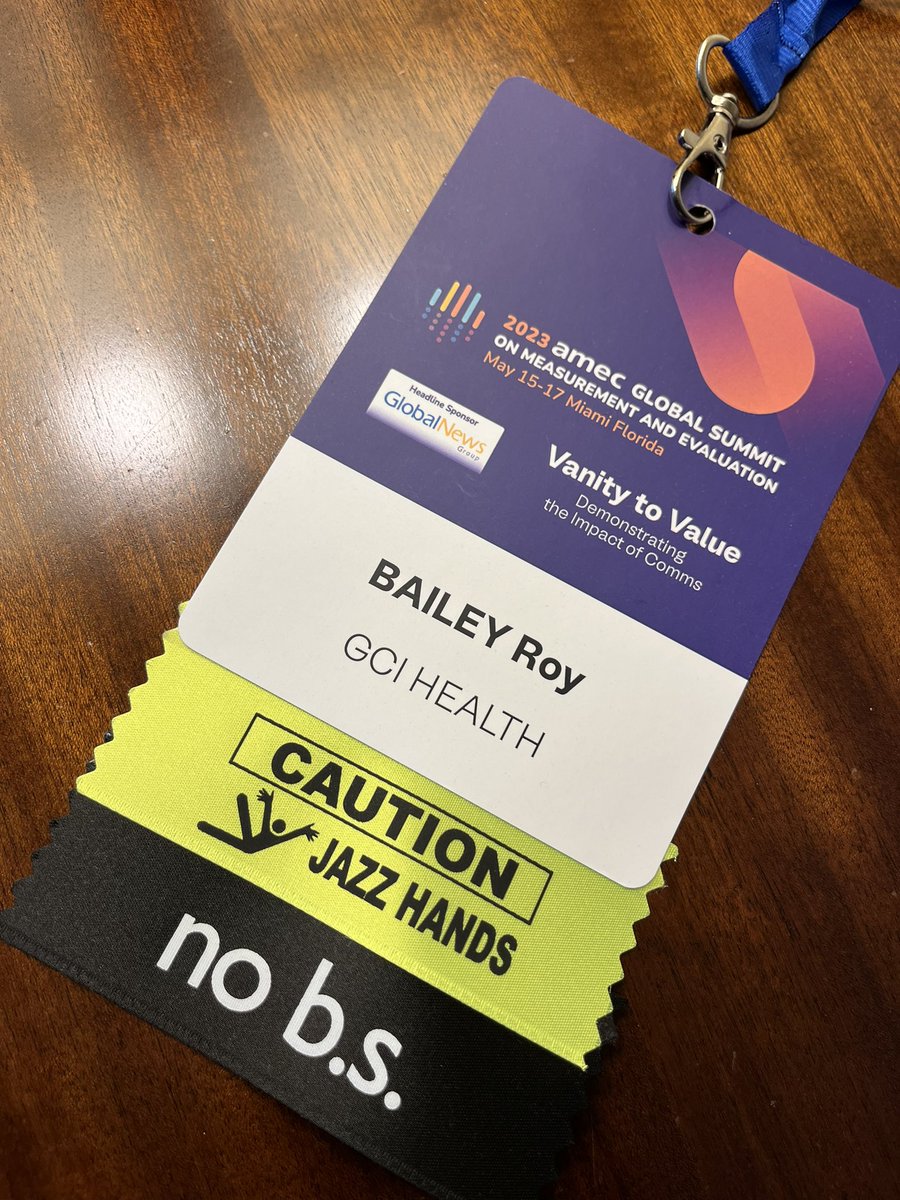 2023 amec GLOBAL SUMMIT
ON MEASUREMENT AND EVALUATION
May 15-17 Miami Florida
Headline Sponsor
GlobalNews
Group
Vanity to Value
Demonstrating
the Impact of Comms
BAILEY Roy
GCI HEALTH
CAUTION
JAZZ HANDS
no b.s.